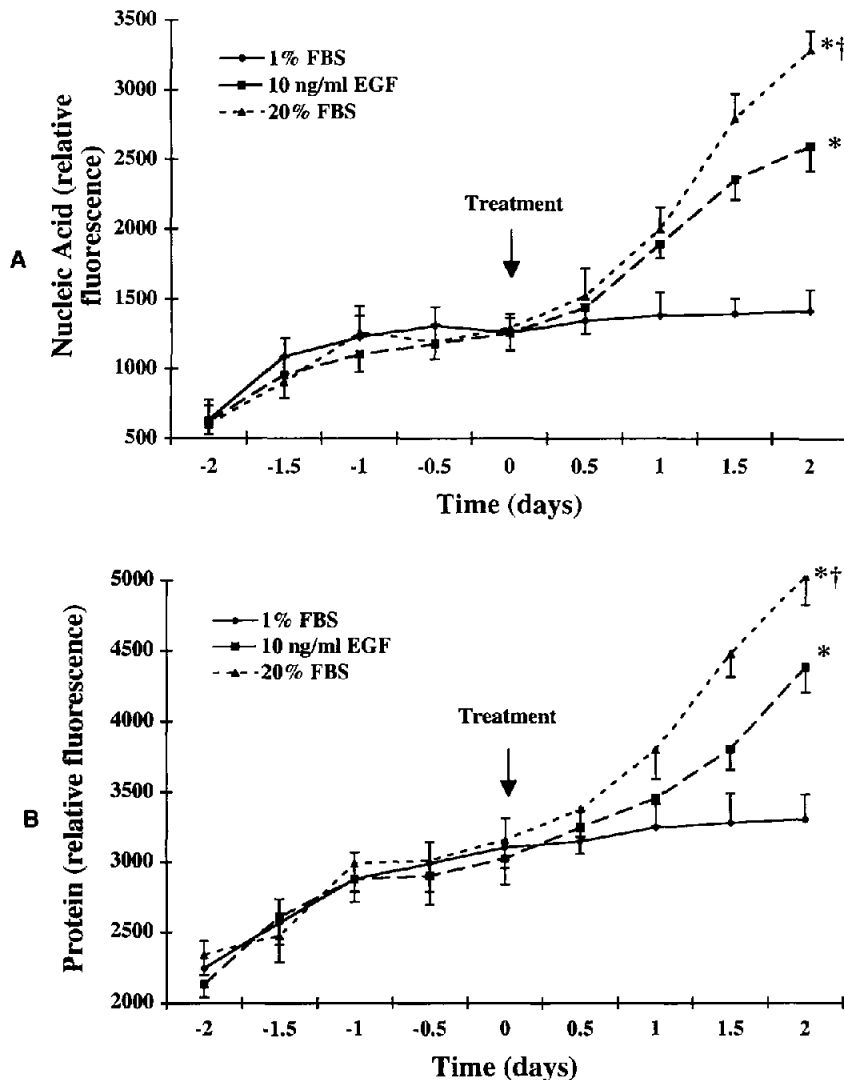 A
1% FBS
10 ng/ml EGF
20% FBS
Treatment
Nucleic Acid (relative
fluorescence)
3500
3000
2500
2000
1500
1000
500
*†
*
-2 -1.5 -1 -0.5 0 0.5 1 1.5 2
Time (days)
B
1% FBS
10 ng/ml EGF
20% FBS
Treatment
Protein (relative fluorescence)
5000
4500
4000
3500
3000
2500
2000
*†
*
-2 -1.5 -1 -0.5 0 0.5 1 1.5 2
Time (days)